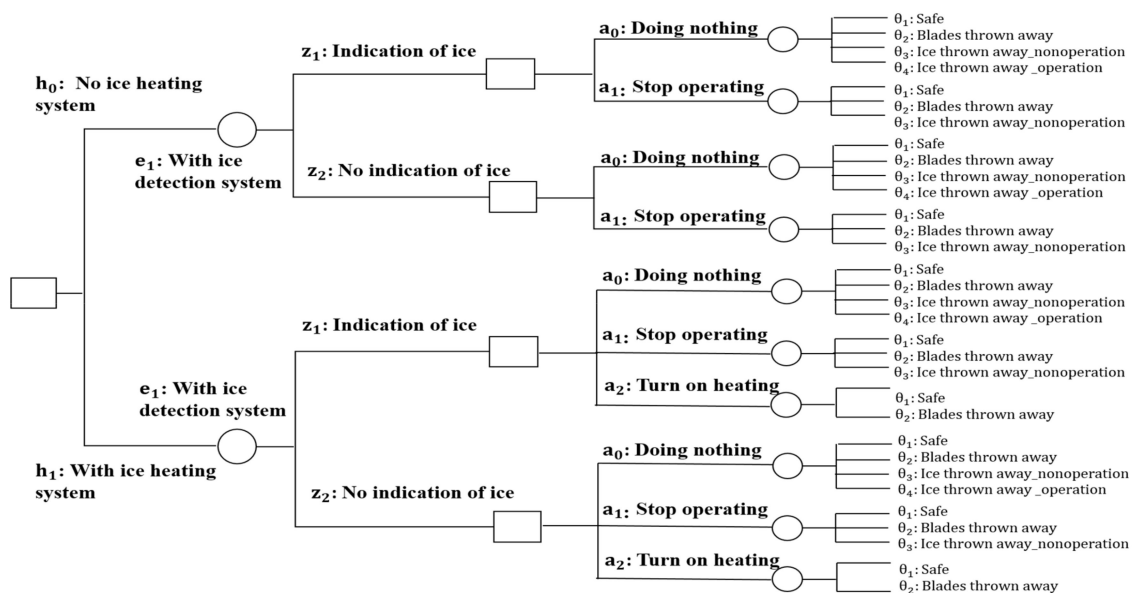 h₀: No ice heating
system
e₁: With ice
detection system
z₁: Indication of ice
a₀: Doing nothing
θ₁: Safe
θ₂: Blades thrown away
θ₃: Ice thrown away_nonoperation
θ₄: Ice thrown away _operation
a₁: Stop operating
θ₁: Safe
θ₂: Blades thrown away
θ₃: Ice thrown away_nonoperation
z₂: No indication of ice
a₀: Doing nothing
θ₁: Safe
θ₂: Blades thrown away
θ₃: Ice thrown away_nonoperation
θ₄: Ice thrown away_operation
a₁: Stop operating
θ₁: Safe
θ₂: Blades thrown away
θ₃: Ice thrown away_nonoperation
h₁: With ice heating
system
e₁: With ice
detection system
z₁: Indication of ice
a₀: Doing nothing
θ₁: Safe
θ₂: Blades thrown away
θ₃: Ice thrown away_nonoperation
θ₄: Ice thrown away _operation
a₁: Stop operating
θ₁: Safe
θ₂: Blades thrown away
θ₃: Ice thrown away_nonoperation
a₂: Turn on heating
θ₁: Safe
θ₂: Blades thrown away
z₂: No indication of ice
a₀: Doing nothing
θ₁: Safe
θ₂: Blades thrown away
θ₃: Ice thrown away_nonoperation
θ₄: Ice thrown away _operation
a₁: Stop operating
θ₁: Safe
θ₂: Blades thrown away
θ₃: Ice thrown away_nonoperation
a₂: Turn on heating
θ₁: Safe
θ₂: Blades thrown away